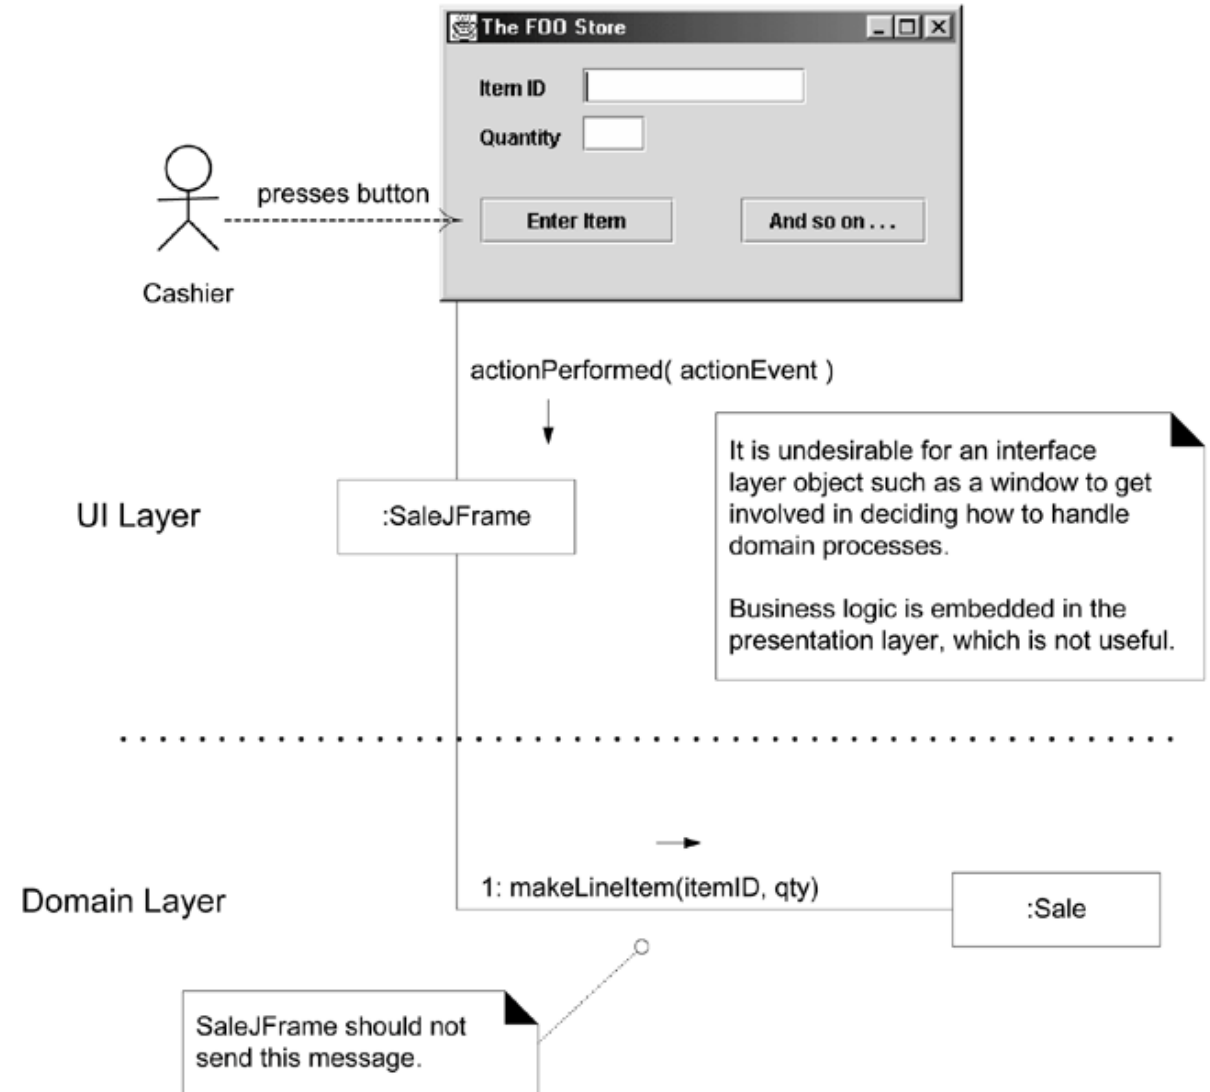 The FOO Store
Item ID
Quantity
presses button
Enter Item
And so on . . .
Cashier
actionPerformed( actionEvent )
It is undesirable for an interface
layer object such as a window to get
involved in deciding how to handle
domain processes.
Business logic is embedded in the
presentation layer, which is not useful.
UI Layer
:SaleJFrame
1: makeLineItem(itemID, qty)
Domain Layer
:Sale
SaleJFrame should not
send this message.